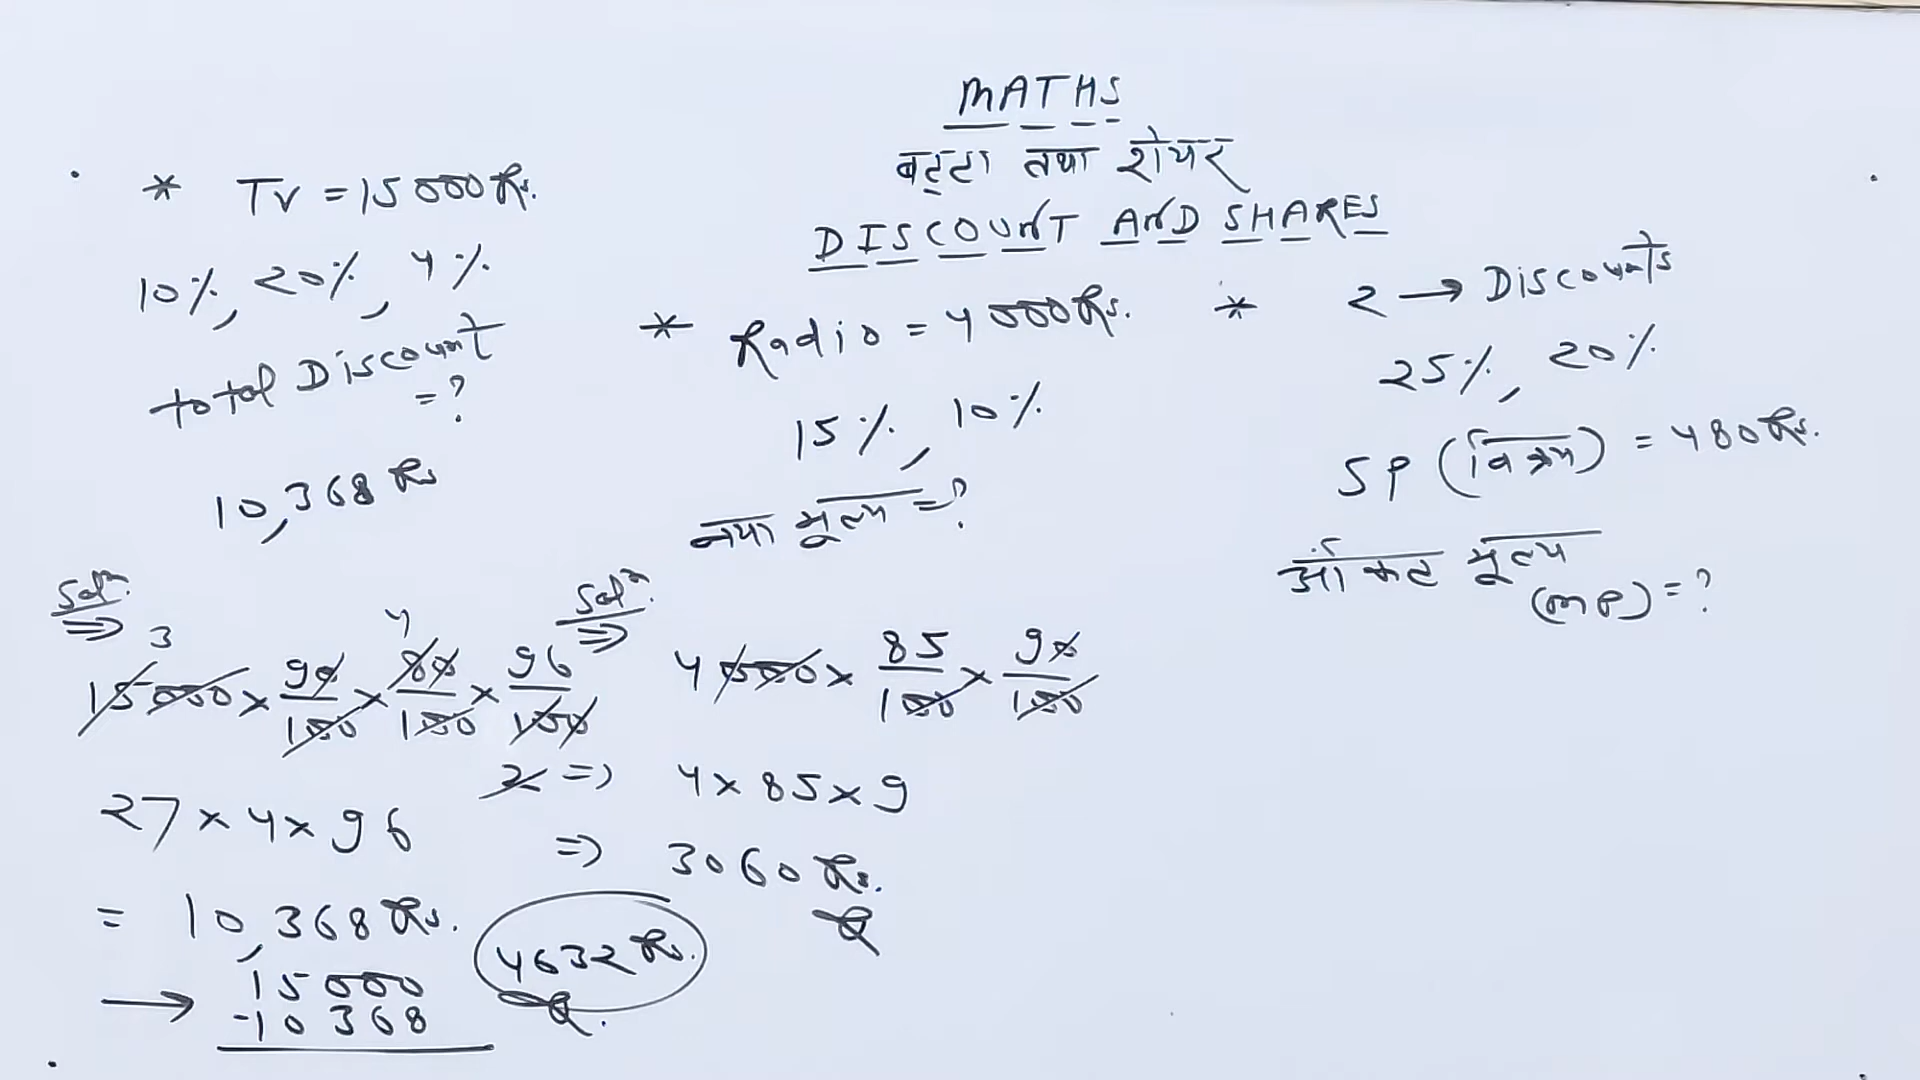 MATHS
बट्टा तथा शेयर
DISCOUNT AND SHARES
* TV = 15000 Rs.
10%, 20%, 4%
total Discount
= ?
10,368 Rs
Solⁿ.
⇒
3 4
15000 × 90/100 × 80/100 × 96/100
27 × 4 × 96
= 10,368 Rs.
→ 15000
-10368
4632 Rs.
* Radio = 4000 Rs.
15%, 10%
नया मूल्य = ?
Solⁿ.
⇒
4000 × 85/100 × 90/100
⇒ 4 × 85 × 9
⇒ 3060 Rs.
* 2 → Discounts
25%, 20%
SP (विक्रय) = 480 Rs.
अंकित मूल्य
(MP) = ?